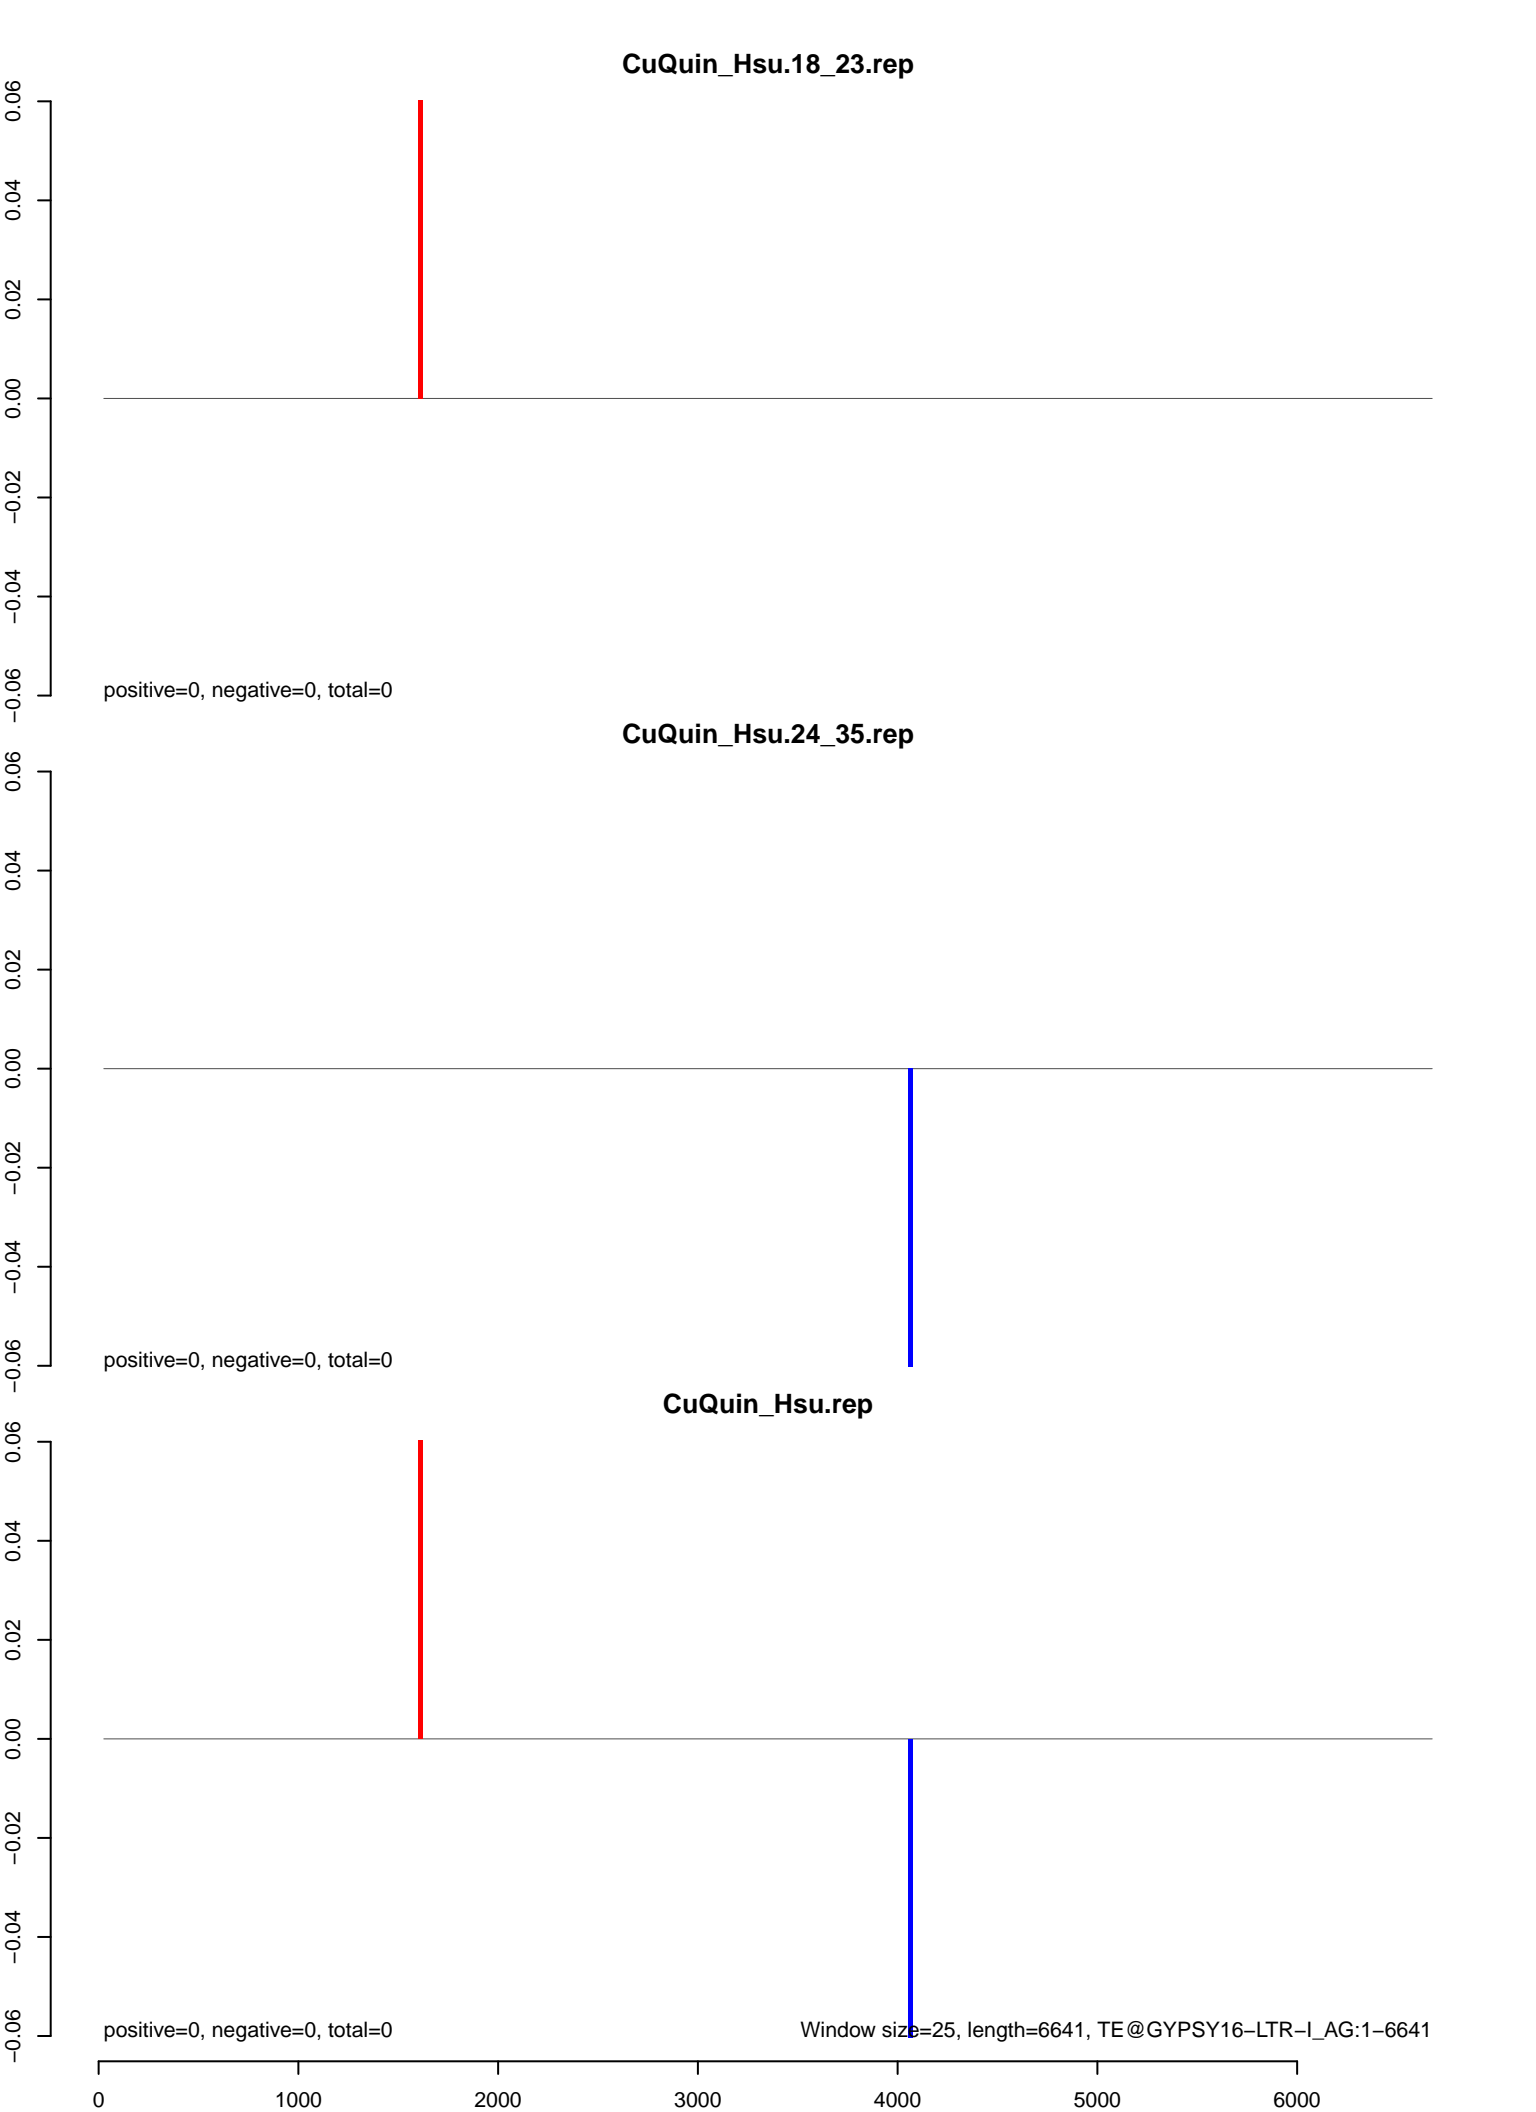 CuQuin_Hsu.18_23.rep
0.06
0.04
0.02
0.00
−0.02
−0.04
−0.06
positive=0, negative=0, total=0
CuQuin_Hsu.24_35.rep
0.06
0.04
0.02
0.00
−0.02
−0.04
−0.06
positive=0, negative=0, total=0
CuQuin_Hsu.rep
0.06
0.04
0.02
0.00
−0.02
−0.04
−0.06
positive=0, negative=0, total=0
Window size=25, length=6641, TE@GYPSY16−LTR−I_AG:1−6641
0 1000 2000 3000 4000 5000 6000